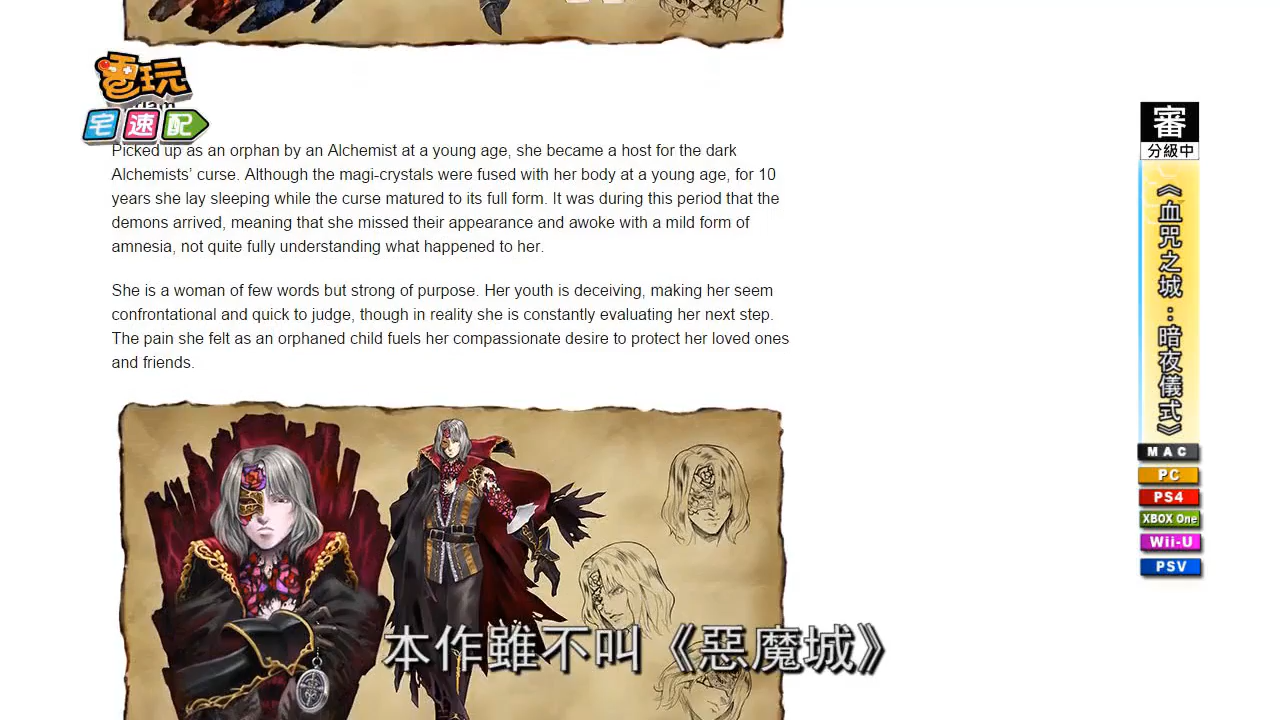 電玩
宅速配
Picked up as an orphan by an Alchemist at a young age, she became a host for the dark
Alchemists’ curse. Although the magi-crystals were fused with her body at a young age, for 10
years she lay sleeping while the curse matured to its full form. It was during this period that the
demons arrived, meaning that she missed their appearance and awoke with a mild form of
amnesia, not quite fully understanding what happened to her.
She is a woman of few words but strong of purpose. Her youth is deceiving, making her seem
confrontational and quick to judge, though in reality she is constantly evaluating her next step.
The pain she felt as an orphaned child fuels her compassionate desire to protect her loved ones
and friends.
審
分級中
《血咒之城：暗夜儀式》
MAC
PC
PS4
XBOX One
Wii-U
PSV
本作雖不叫《惡魔城》